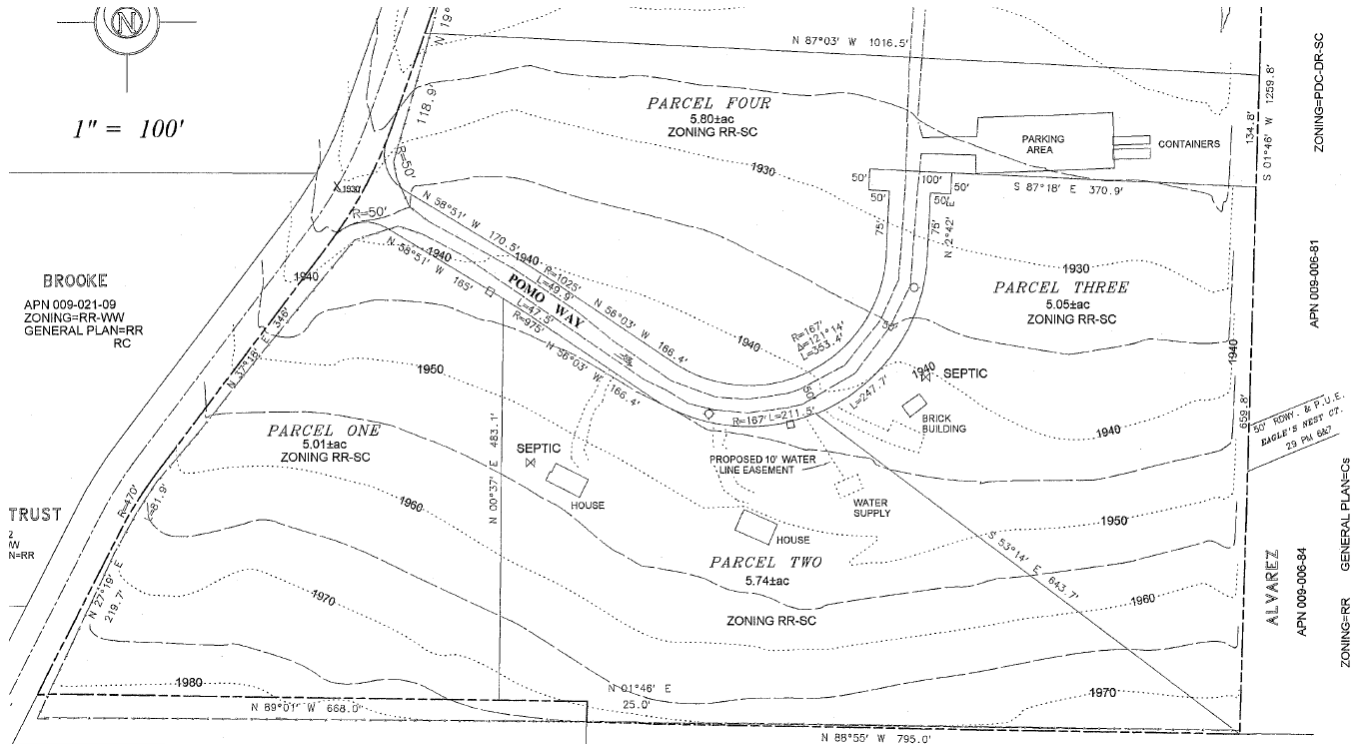 N
1" = 100'
N 19°
118.9'
R=50'
R=50'
1930
N 87°03' W 1016.5'
PARCEL FOUR
5.80±ac
ZONING RR-SC
1930
PARKING
AREA
CONTAINERS
134.8'
S 01°46' W 1259.8'
ZONING=PDC-DR-SC
50'
100'
50'
50'
50'
S 87°18' E 370.9'
75'
75'
N 2°42' E
N 58°51' W 170.5'
1940
N 58°51' W 165'
1940
R=1025'
L=49.9'
POMO WAY
L=47.5'
R=975'
N 56°03' W 166.4'
N 56°03' W 166.4'
1940
BROOKE
APN 009-021-09
ZONING=RR-WW
GENERAL PLAN=RR
RC
1940
N 37°16' E 346'
1930
PARCEL THREE
5.05±ac
ZONING RR-SC
APN 009-006-81
R=167'
Δ=121°14'
L=353.4'
50'
50'
1940
SEPTIC
L=247.7'
BRICK
BUILDING
1940
1940
659.8'
50' RDWY. & P.U.E.
EAGLE'S NEST CT.
29 PM 6&7
1950
PARCEL ONE
5.01±ac
ZONING RR-SC
SEPTIC
HOUSE
N 00°37' E 483.1'
R=167' L=211.5'
PROPOSED 10' WATER
LINE EASEMENT
WATER
SUPPLY
HOUSE
PARCEL TWO
5.74±ac
ZONING RR-SC
S 53°14' E 643.7'
1950
1960
1960
1970
1970
1980
TRUST
2
N=RR
R=470'
L=81.9'
N 27°19' E
219.7'
N 89°01' W 668.0'
N 01°46' E
25.0'
N 88°55' W 795.0'
ALVAREZ
APN 009-006-84
ZONING=RR GENERAL PLAN=Cs